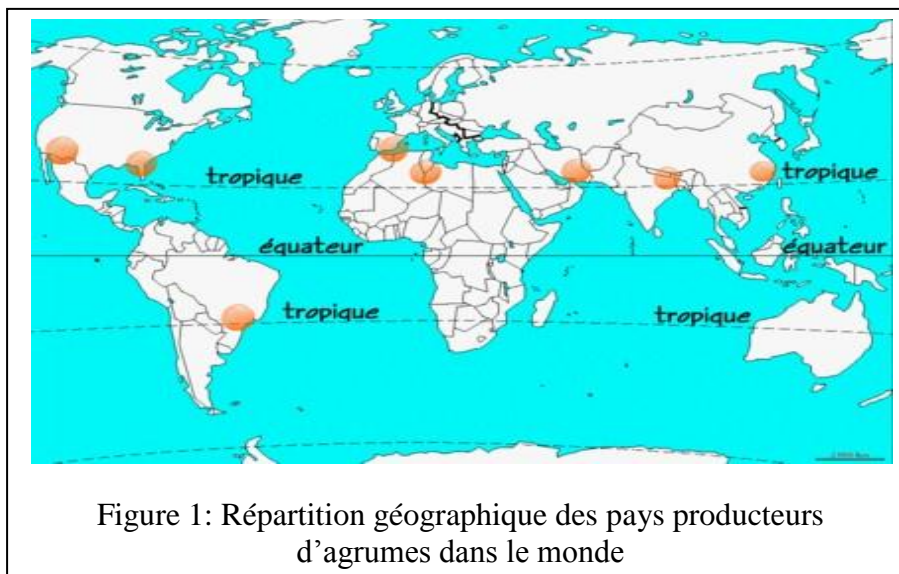 tropique
tropique
équateur
équateur
tropique
tropique
Figure 1: Répartition géographique des pays producteurs
d'agrumes dans le monde